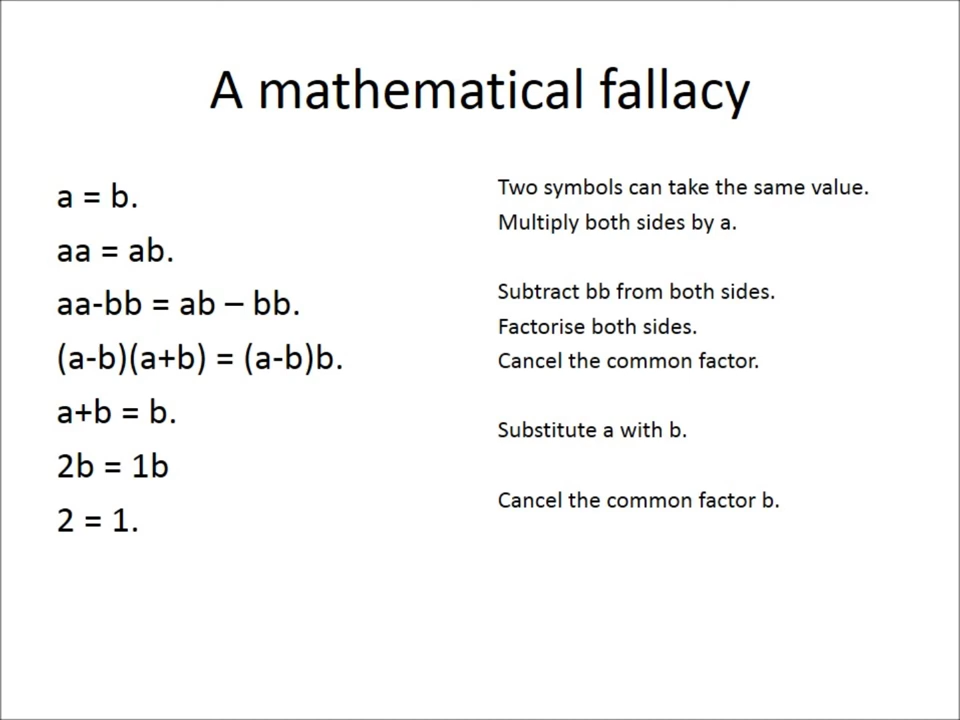 A mathematical fallacy
a = b.
aa = ab.
aa-bb = ab – bb.
(a-b)(a+b) = (a-b)b.
a+b = b.
2b = 1b
2 = 1.
Two symbols can take the same value.
Multiply both sides by a.
Subtract bb from both sides.
Factorise both sides.
Cancel the common factor.
Substitute a with b.
Cancel the common factor b.